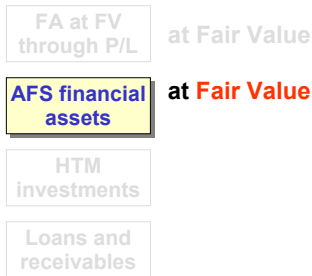 FA at FV
through P/L
at Fair Value
AFS financial
assets
at Fair Value
HTM
investments
Loans and
receivables